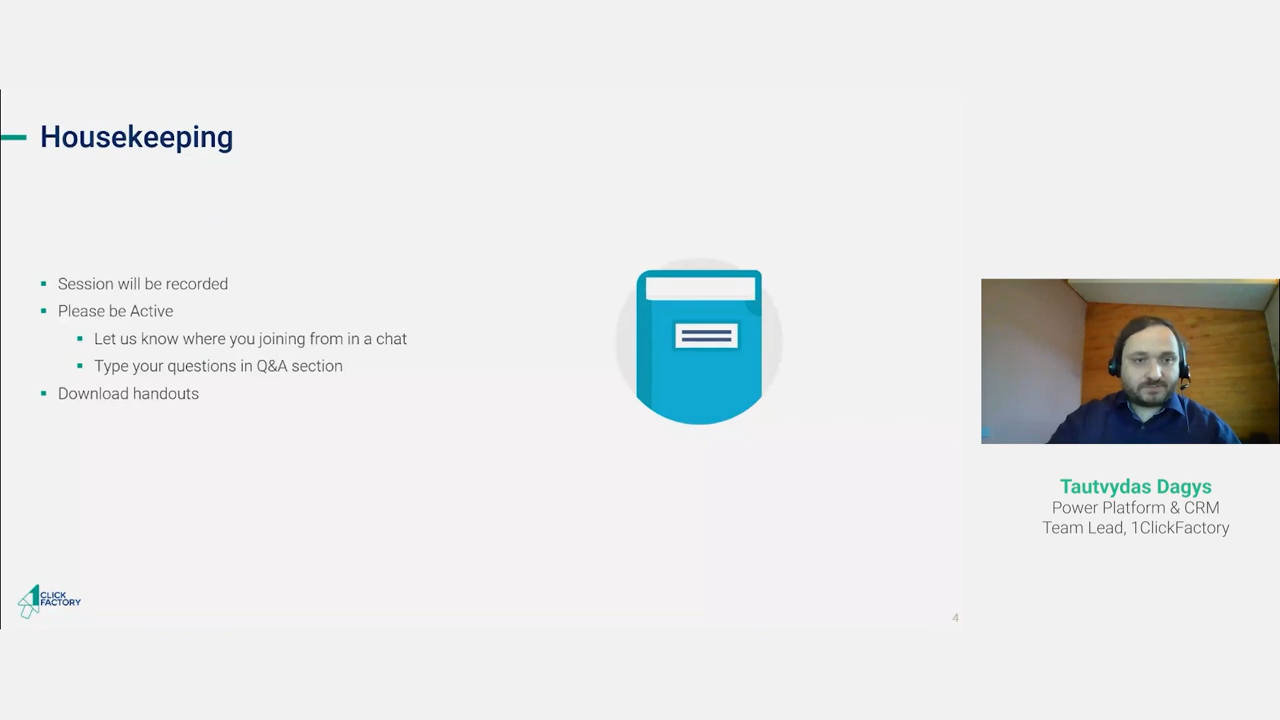 Housekeeping
Session will be recorded
Please be Active
Let us know where you joining from in a chat
Type your questions in Q&A section
Download handouts
Tautvydas Dagys
Power Platform & CRM
Team Lead, 1ClickFactory
1 CLICK
FACTORY
4